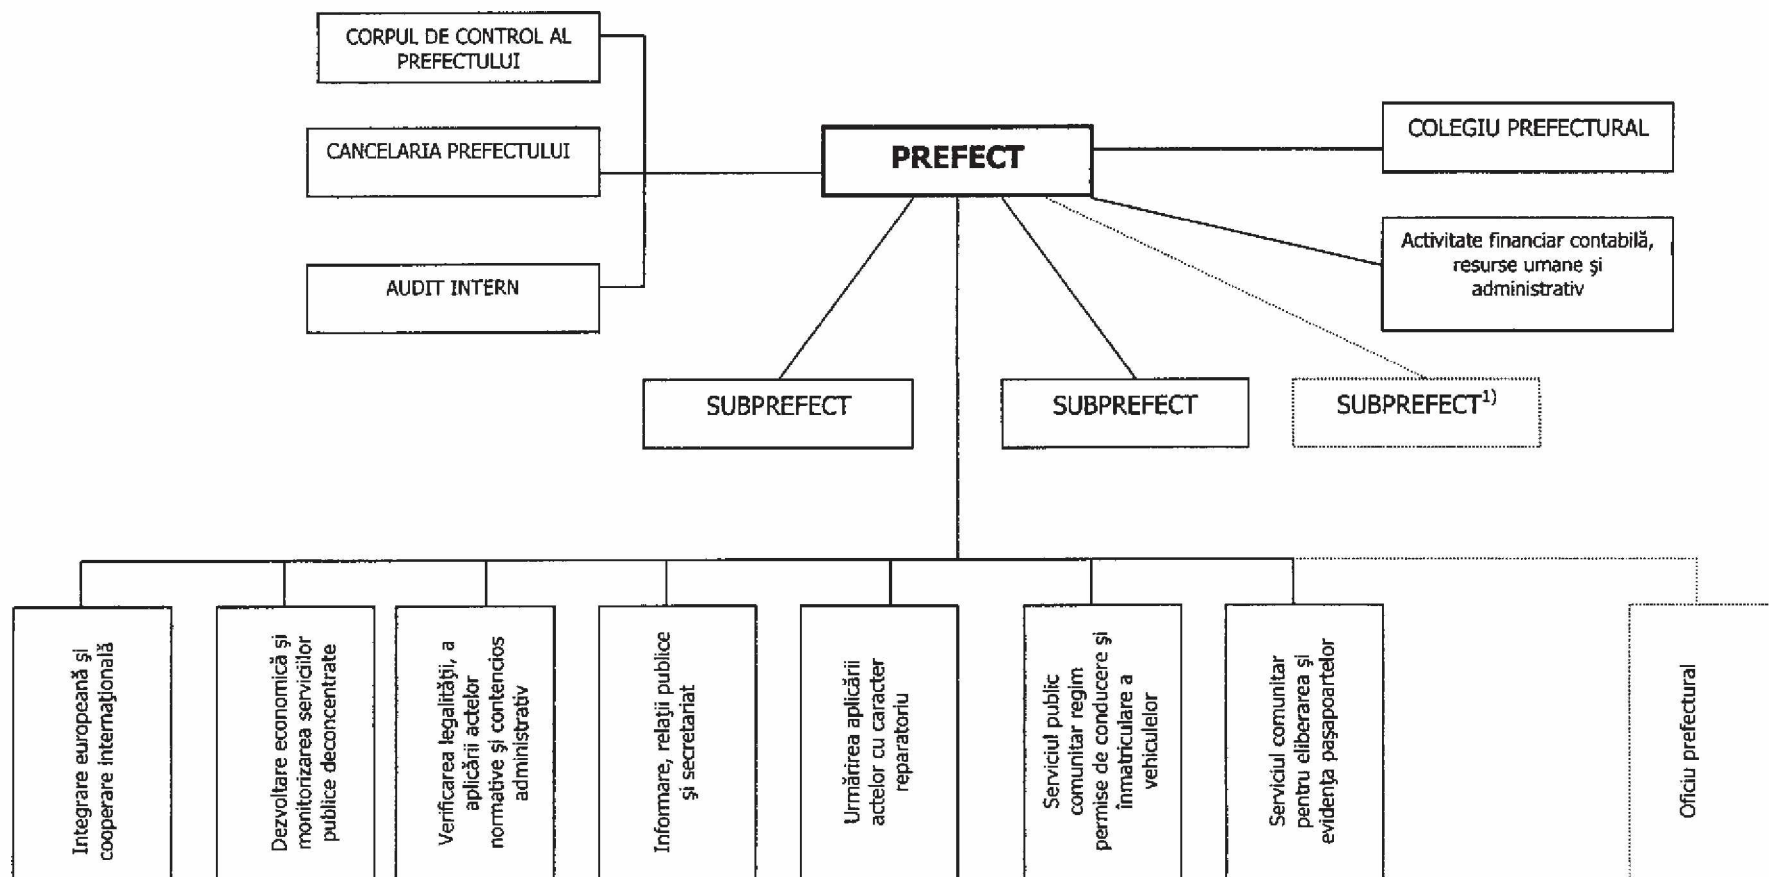 CORPUL DE CONTROL AL
PREFECTULUI
CANCELARIA PREFECTULUI
AUDIT INTERN
PREFECT
COLEGIU PREFECTURAL
Activitate financiar contabilă,
resurse umane şi
administrativ
SUBPREFECT
SUBPREFECT
SUBPREFECT¹⁾
Integrare europeană şi
cooperare internaţională
Dezvoltare economică şi
monitorizarea serviciilor
publice deconcentrate
Verificarea legalităţii, a
aplicării actelor
normative şi contencios
administrativ
Informare, relaţii publice
şi secretariat
Urmărirea aplicării
actelor cu caracter
reparatoriu
Serviciul public
comunitar regim
permise de conducere şi
înmatriculare a
vehiculelor
Serviciul comunitar
pentru eliberarea şi
evidenţa paşapoartelor
Oficiu prefectural